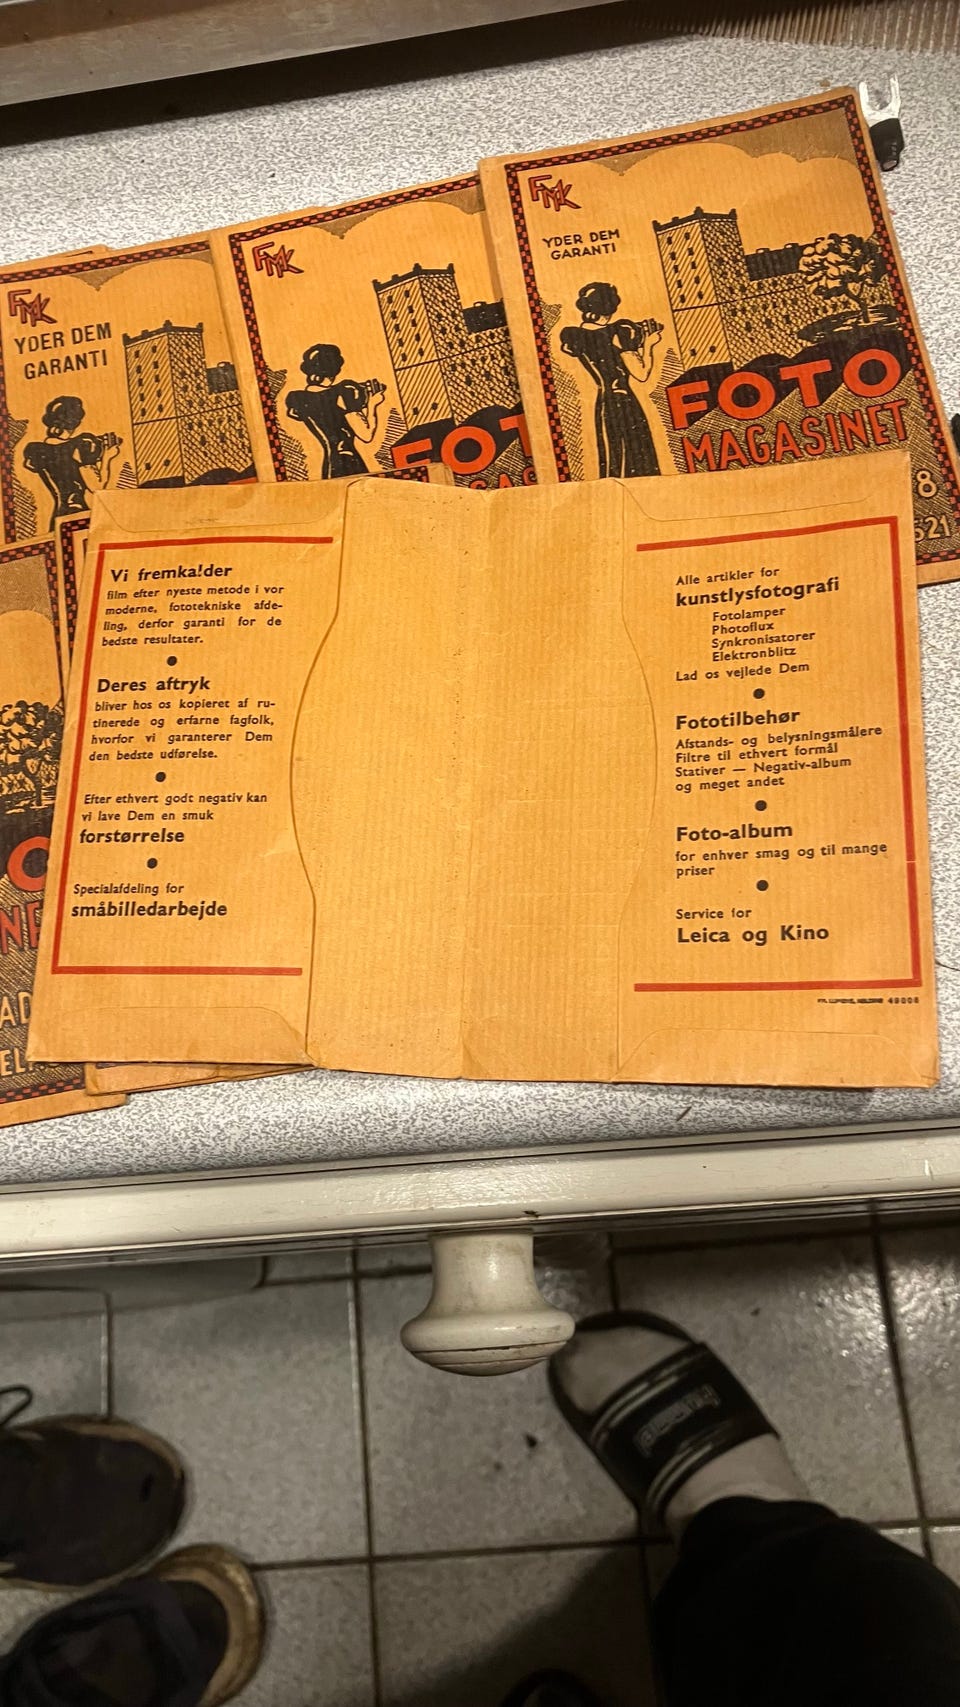 FMK
YDER DEM
GARANTI
FMK
FOT
FMK
YDER DEM
GARANTI
FOTO
MAGASINET
8
621
Vi fremkalder
film efter nyeste metode i vor
moderne, fototekniske afde-
ling, derfor garanti for de
bedste resultater.
Deres aftryk
bliver hos os kopieret af ru-
tinerede og erfarne fagfolk,
hvorfor vi garanterer Dem
den bedste udførelse.
Efter ethvert godt negativ kan
vi lave Dem en smuk
forstørrelse
Specialafdeling for
småbilledarbejde
Alle artikler for
kunstlysfotografi
Fotolamper
Photoflux
Synkronisatorer
Elektronblitz
Lad os vejlede Dem
Fototilbehør
Afstands- og belysningsmålere
Filtre til ethvert formål
Stativer — Negativ-album
og meget andet
Foto-album
for enhver smag og til mange
priser
Service for
Leica og Kino
49006